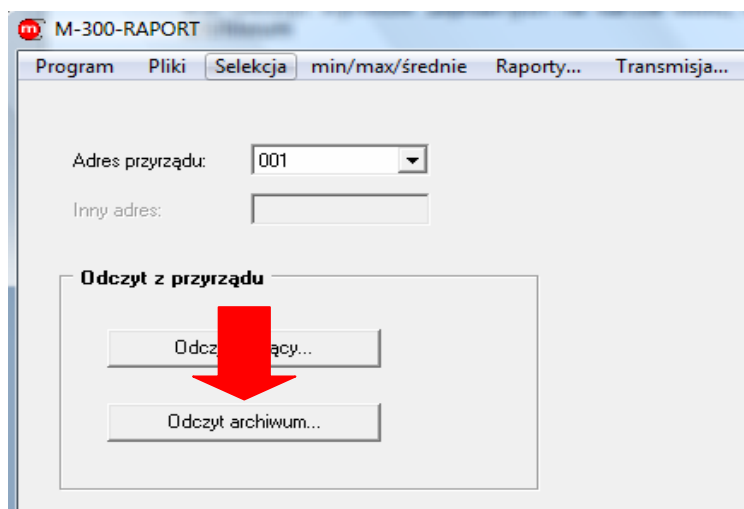 M-300-RAPORT
Program Pliki Selekcja min/max/średnie Raporty... Transmisja...
Adres przyrządu: 001
Inny adres:
Odczyt z przyrządu
Odczyt archiwum...